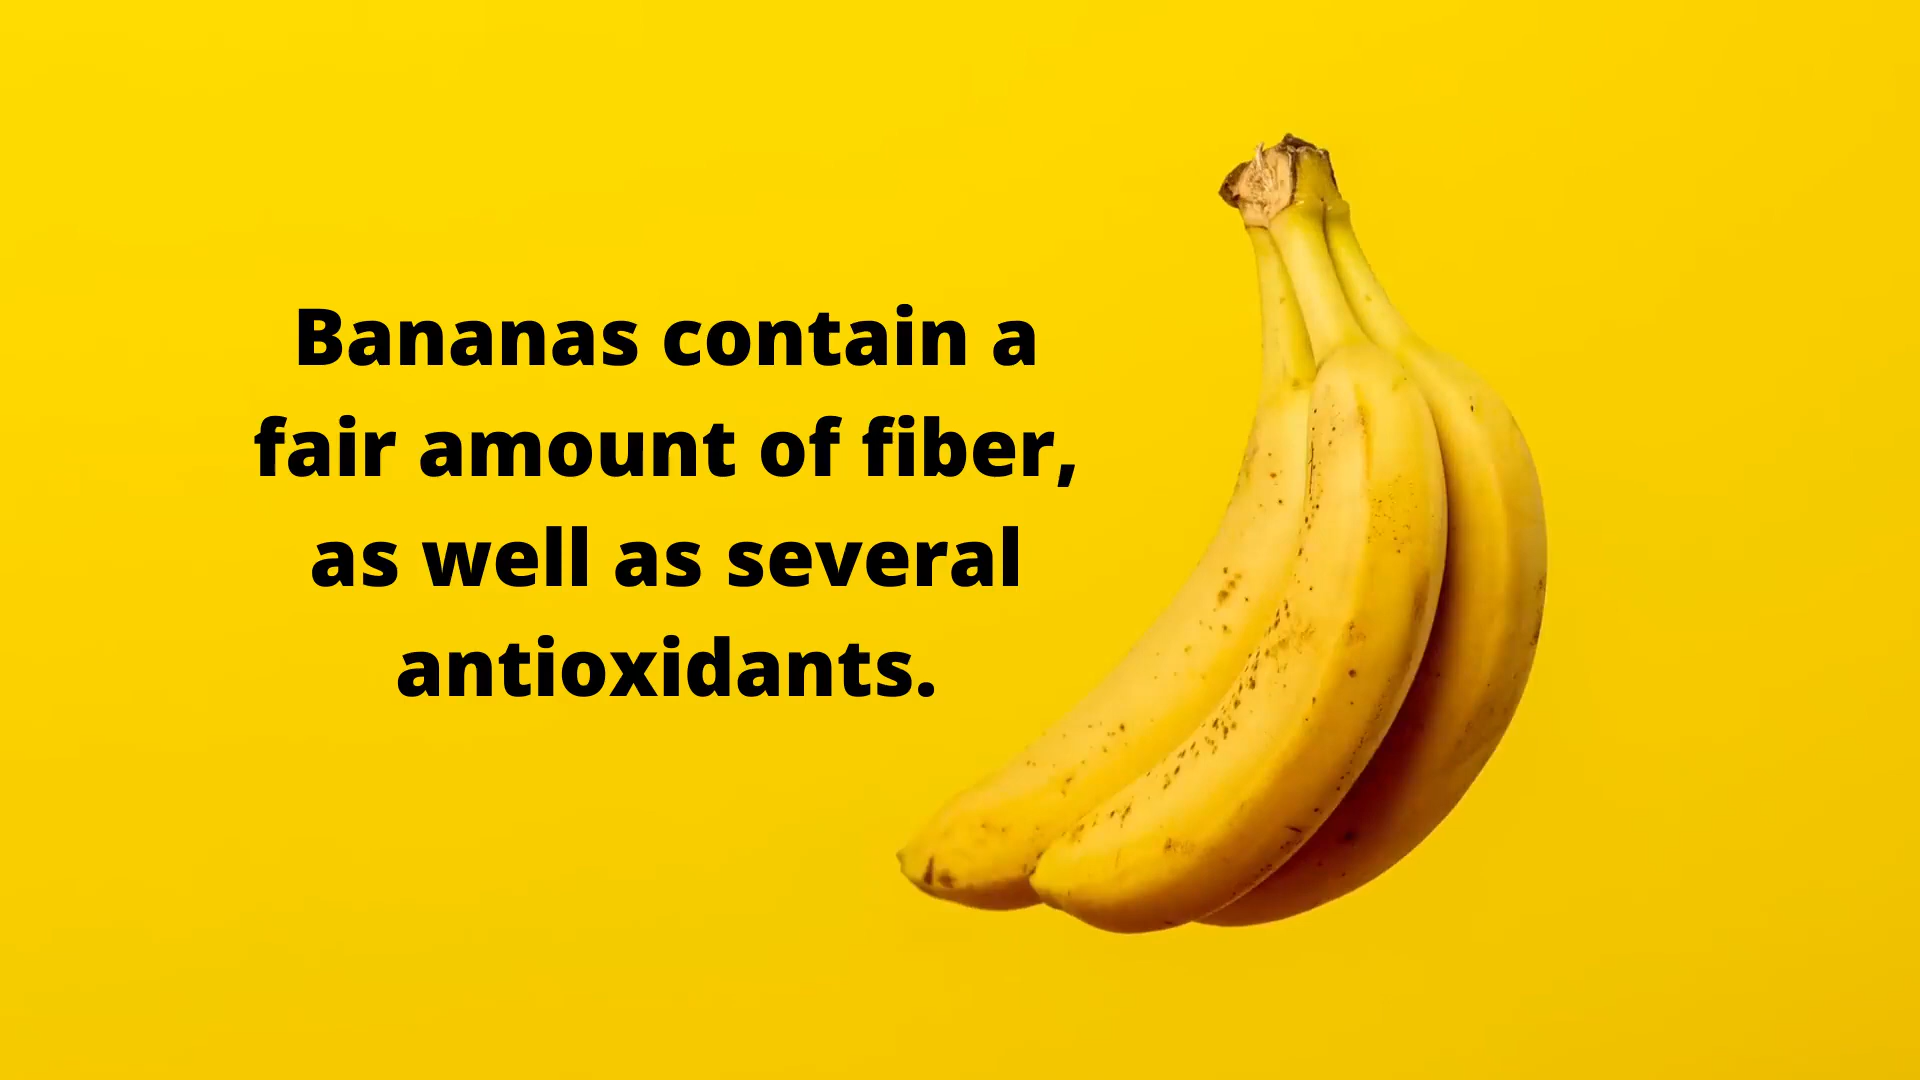 Bananas contain a
fair amount of fiber,
as well as several
antioxidants.